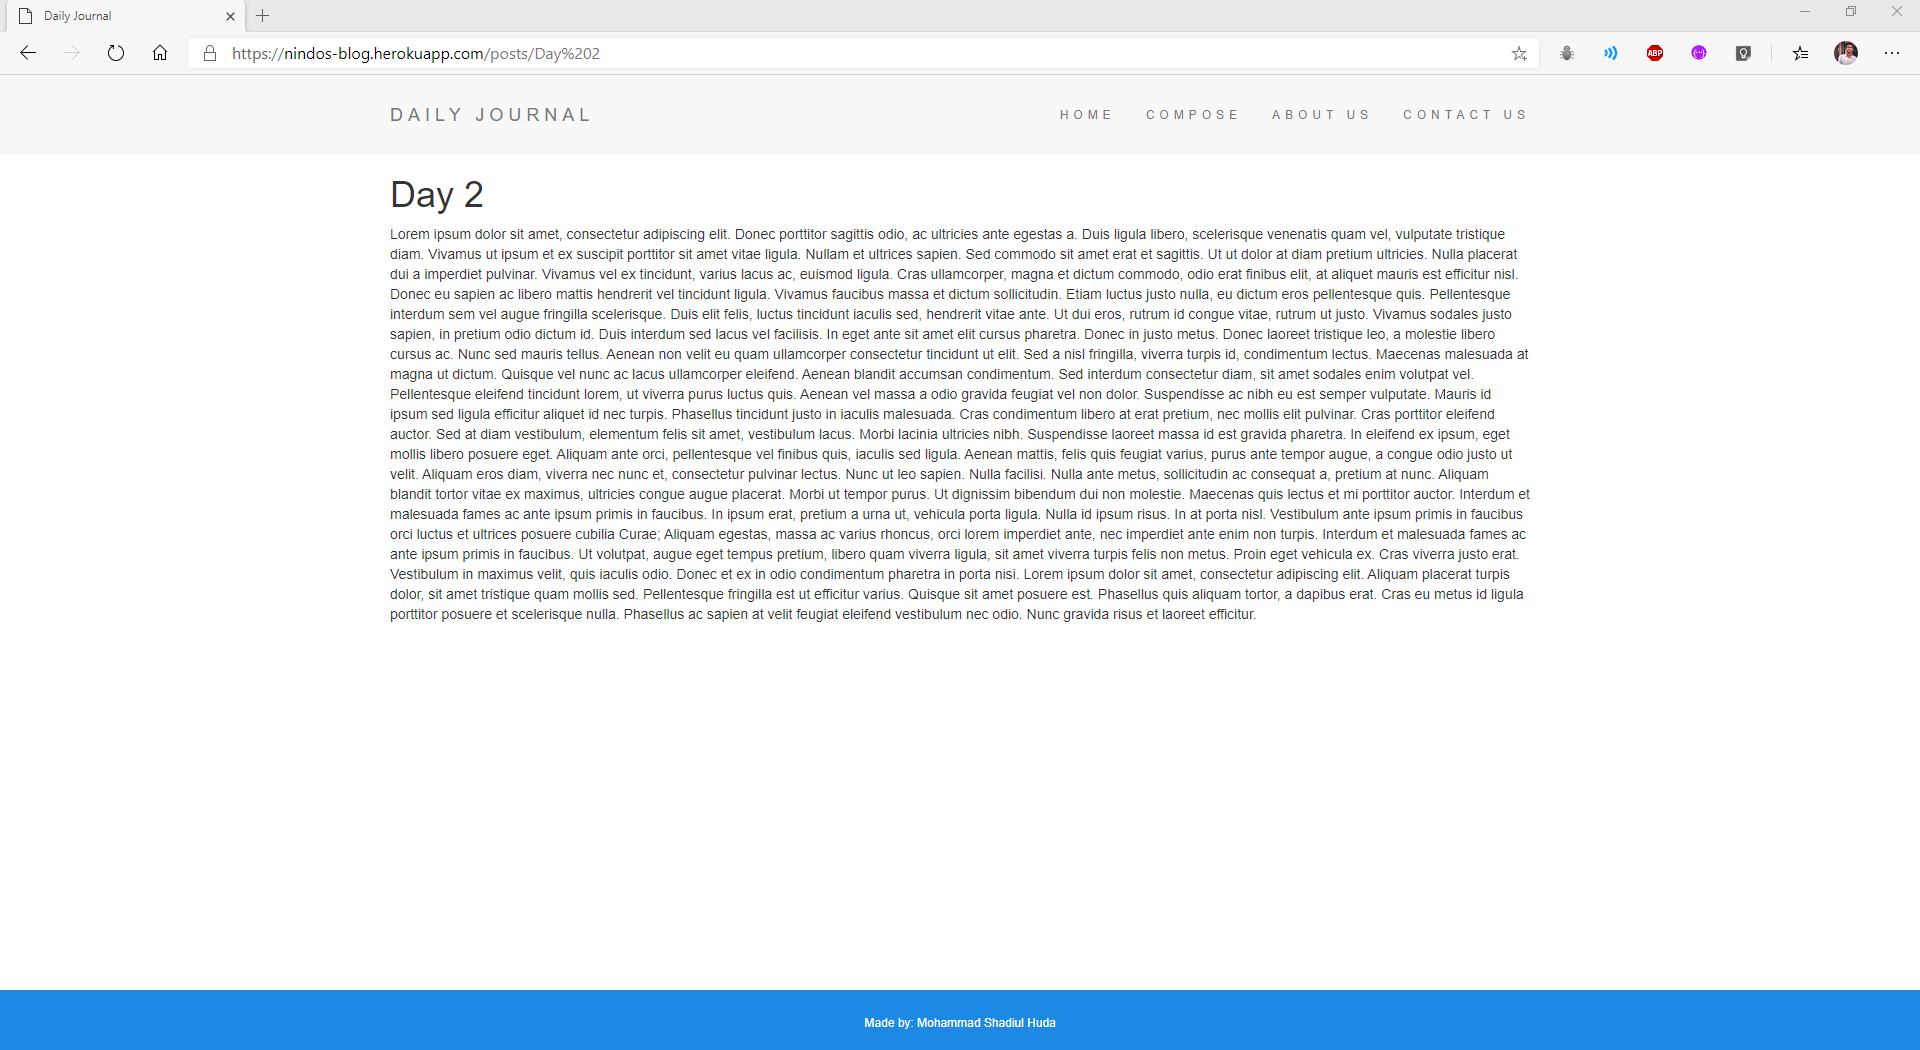 Daily Journal
https://nindos-blog.herokuapp.com/posts/Day%202
ABP
DAILY JOURNAL
HOME COMPOSE ABOUT US CONTACT US
Day 2
Lorem ipsum dolor sit amet, consectetur adipiscing elit. Donec porttitor sagittis odio, ac ultricies ante egestas a. Duis ligula libero, scelerisque venenatis quam vel, vulputate tristique
diam. Vivamus ut ipsum et ex suscipit porttitor sit amet vitae ligula. Nullam et ultrices sapien. Sed commodo sit amet erat et sagittis. Ut ut dolor at diam pretium ultricies. Nulla placerat
dui a imperdiet pulvinar. Vivamus vel ex tincidunt, varius lacus ac, euismod ligula. Cras ullamcorper, magna et dictum commodo, odio erat finibus elit, at aliquet mauris est efficitur nisl.
Donec eu sapien ac libero mattis hendrerit vel tincidunt ligula. Vivamus faucibus massa et dictum sollicitudin. Etiam luctus justo nulla, eu dictum eros pellentesque quis. Pellentesque
interdum sem vel augue fringilla scelerisque. Duis elit felis, luctus tincidunt iaculis sed, hendrerit vitae ante. Ut dui eros, rutrum id congue vitae, rutrum ut justo. Vivamus sodales justo
sapien, in pretium odio dictum id. Duis interdum sed lacus vel facilisis. In eget ante sit amet elit cursus pharetra. Donec in justo metus. Donec laoreet tristique leo, a molestie libero
cursus ac. Nunc sed mauris tellus. Aenean non velit eu quam ullamcorper consectetur tincidunt ut elit. Sed a nisl fringilla, viverra turpis id, condimentum lectus. Maecenas malesuada at
magna ut dictum. Quisque vel nunc ac lacus ullamcorper eleifend. Aenean blandit accumsan condimentum. Sed interdum consectetur diam, sit amet sodales enim volutpat vel.
Pellentesque eleifend tincidunt lorem, ut viverra purus luctus quis. Aenean vel massa a odio gravida feugiat vel non dolor. Suspendisse ac nibh eu est semper vulputate. Mauris id
ipsum sed ligula efficitur aliquet id nec turpis. Phasellus tincidunt justo in iaculis malesuada. Cras condimentum libero at erat pretium, nec mollis elit pulvinar. Cras porttitor eleifend
auctor. Sed at diam vestibulum, elementum felis sit amet, vestibulum lacus. Morbi lacinia ultricies nibh. Suspendisse laoreet massa id est gravida pharetra. In eleifend ex ipsum, eget
mollis libero posuere eget. Aliquam ante orci, pellentesque vel finibus quis, iaculis sed ligula. Aenean mattis, felis quis feugiat varius, purus ante tempor augue, a congue odio justo ut
velit. Aliquam eros diam, viverra nec nunc et, consectetur pulvinar lectus. Nunc ut leo sapien. Nulla facilisi. Nulla ante metus, sollicitudin ac consequat a, pretium at nunc. Aliquam
blandit tortor vitae ex maximus, ultricies congue augue placerat. Morbi ut tempor purus. Ut dignissim bibendum dui non molestie. Maecenas quis lectus et mi porttitor auctor. Interdum et
malesuada fames ac ante ipsum primis in faucibus. In ipsum erat, pretium a urna ut, vehicula porta ligula. Nulla id ipsum risus. In at porta nisl. Vestibulum ante ipsum primis in faucibus
orci luctus et ultrices posuere cubilia Curae; Aliquam egestas, massa ac varius rhoncus, orci lorem imperdiet ante, nec imperdiet ante enim non turpis. Interdum et malesuada fames ac
ante ipsum primis in faucibus. Ut volutpat, augue eget tempus pretium, libero quam viverra ligula, sit amet viverra turpis felis non metus. Proin eget vehicula ex. Cras viverra justo erat.
Vestibulum in maximus velit, quis iaculis odio. Donec et ex in odio condimentum pharetra in porta nisi. Lorem ipsum dolor sit amet, consectetur adipiscing elit. Aliquam placerat turpis
dolor, sit amet tristique quam mollis sed. Pellentesque fringilla est ut efficitur varius. Quisque sit amet posuere est. Phasellus quis aliquam tortor, a dapibus erat. Cras eu metus id ligula
porttitor posuere et scelerisque nulla. Phasellus ac sapien at velit feugiat eleifend vestibulum nec odio. Nunc gravida risus et laoreet efficitur.
Made by: Mohammad Shadiul Huda